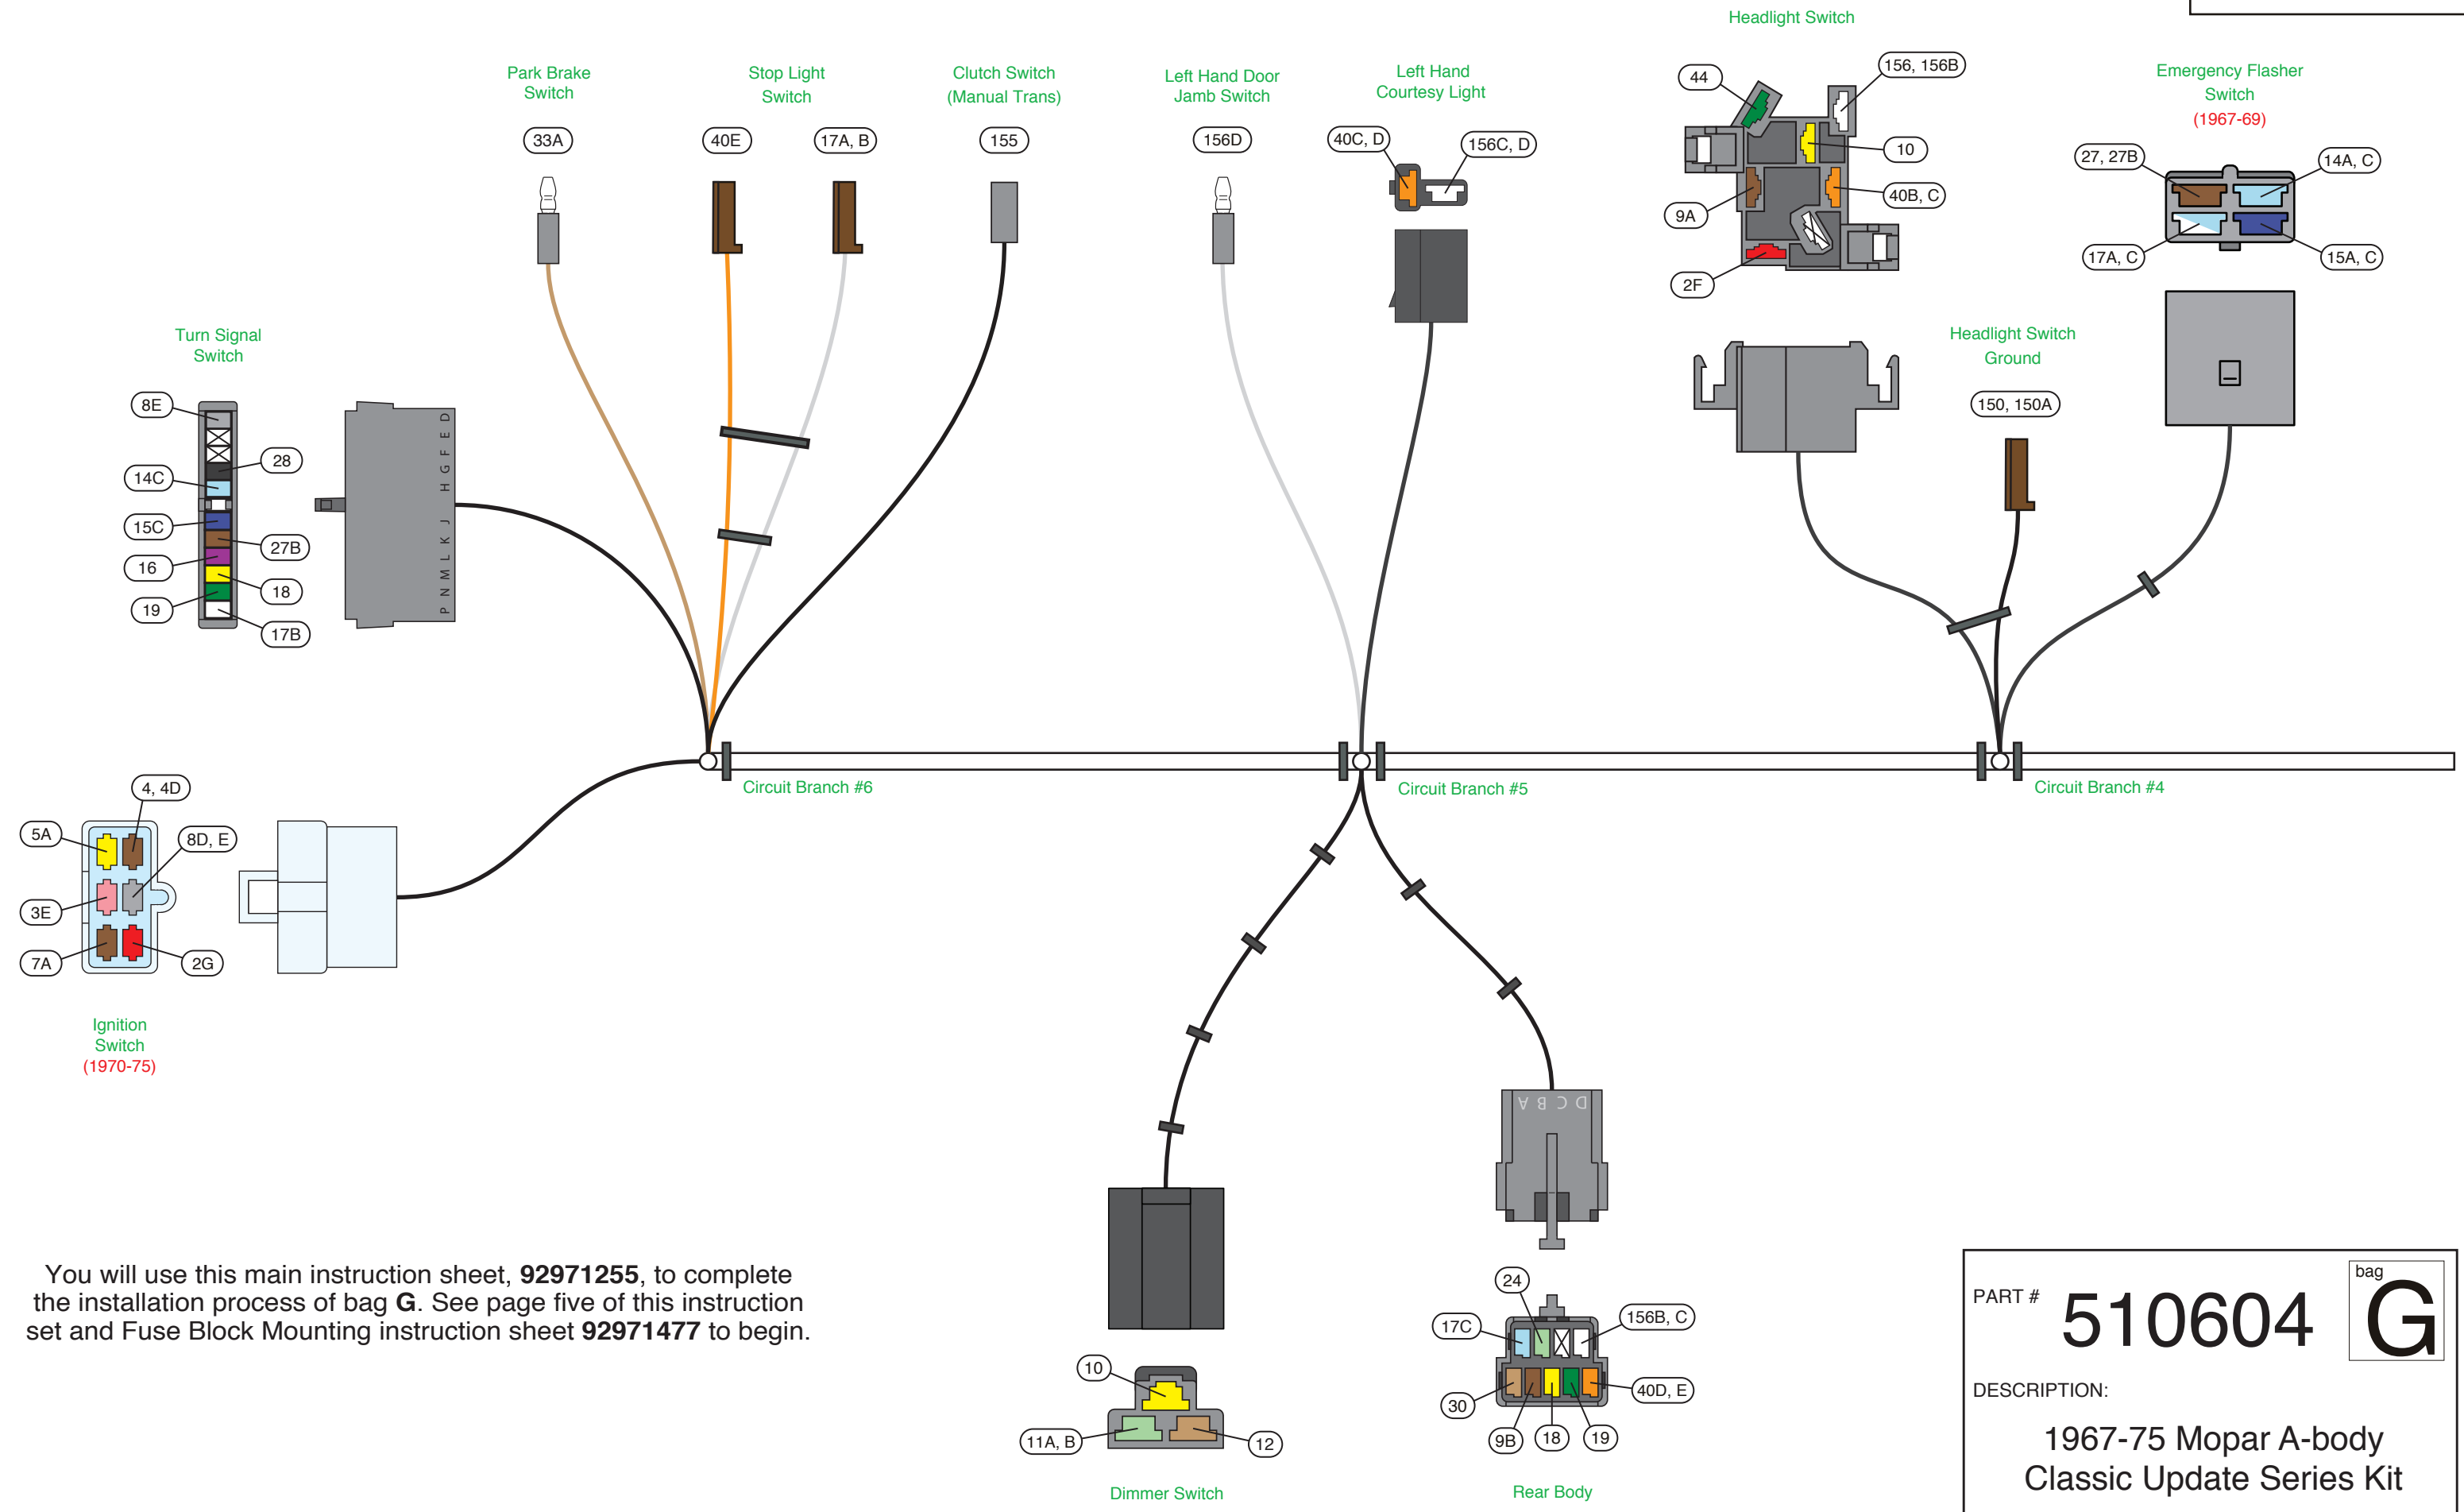 Headlight Switch
Park Brake
Switch
Stop Light
Switch
Clutch Switch
(Manual Trans)
Left Hand Door
Jamb Switch
Left Hand
Courtesy Light
Emergency Flasher
Switch
(1967-69)
33A
40E
17A, B
155
156D
40C, D
156C, D
44
156, 156B
10
9A
40B, C
2F
27, 27B
14A, C
17A, C
15A, C
Turn Signal
Switch
8E
28
14C
15C
27B
16
18
19
17B
P N M L K J H G F E D
Headlight Switch
Ground
150, 150A
Circuit Branch #6
Circuit Branch #5
Circuit Branch #4
4, 4D
5A
8D, E
3E
7A
2G
Ignition
Switch
(1970-75)
D C B A
24
17C
156B, C
30
40D, E
9B
18
19
Rear Body
10
11A, B
12
Dimmer Switch
You will use this main instruction sheet, 92971255, to complete
the installation process of bag G. See page five of this instruction
set and Fuse Block Mounting instruction sheet 92971477 to begin.
PART # 510604
bag
G
DESCRIPTION:
1967-75 Mopar A-body
Classic Update Series Kit